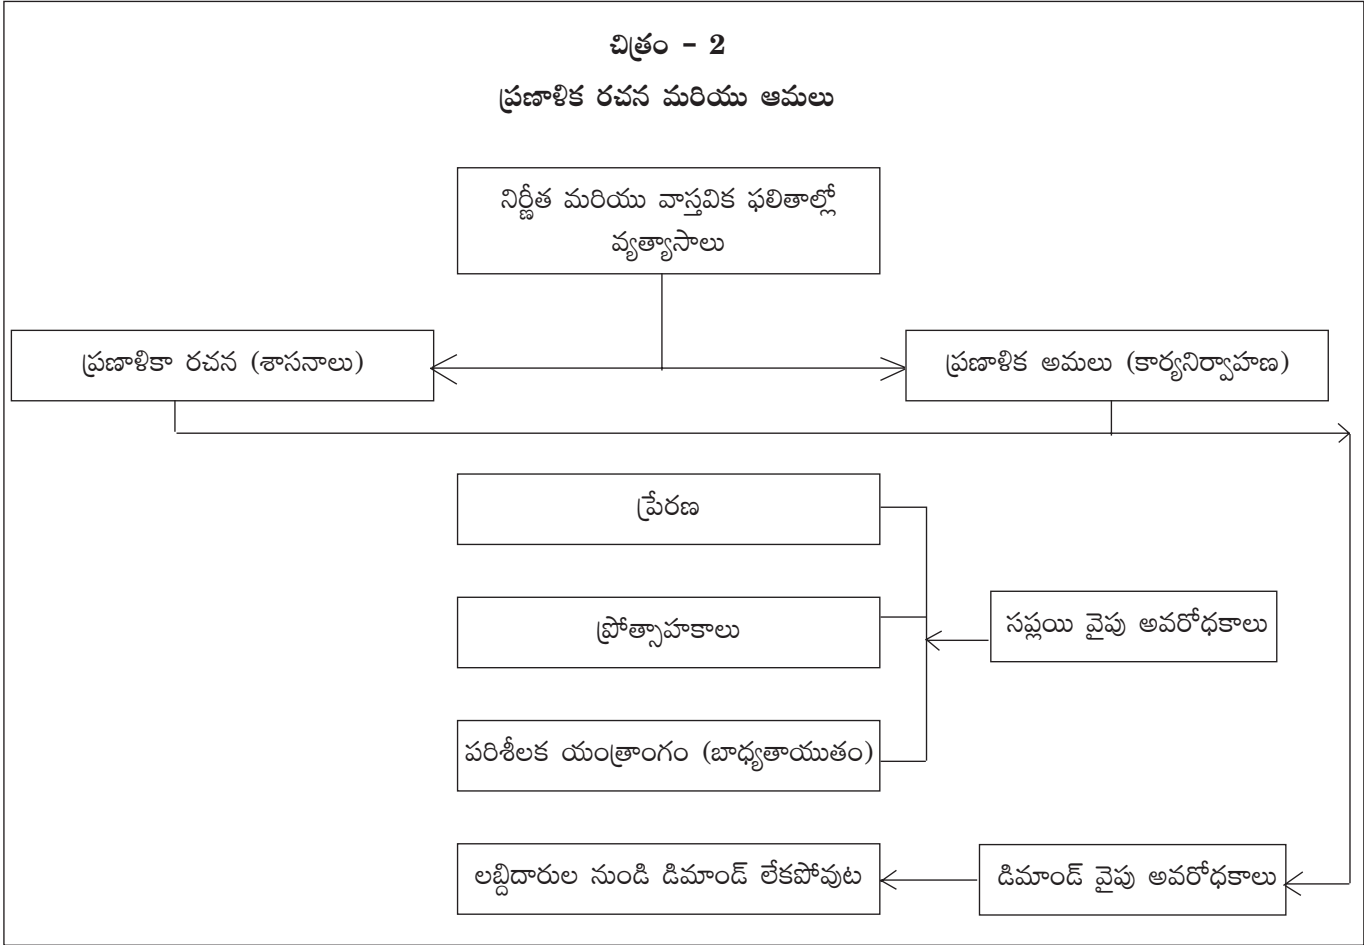 చిత్రం - 2
ప్రణాళిక రచన మరియు ఆమలు
నిర్ణీత మరియు వాస్తవిక ఫలితాల్లో
వ్యత్యాసాలు
ప్రణాళికా రచన (శాసనాలు)
ప్రణాళిక అమలు (కార్యనిర్వాహణ)
ప్రేరణ
ప్రోత్సాహకాలు
సప్లయి వైపు అవరోధకాలు
పరిశీలక యంత్రాంగం (బాధ్యతాయుతం)
లబ్దిదారుల నుండి డిమాండ్ లేకపోవుట
డిమాండ్ వైపు అవరోధకాలు